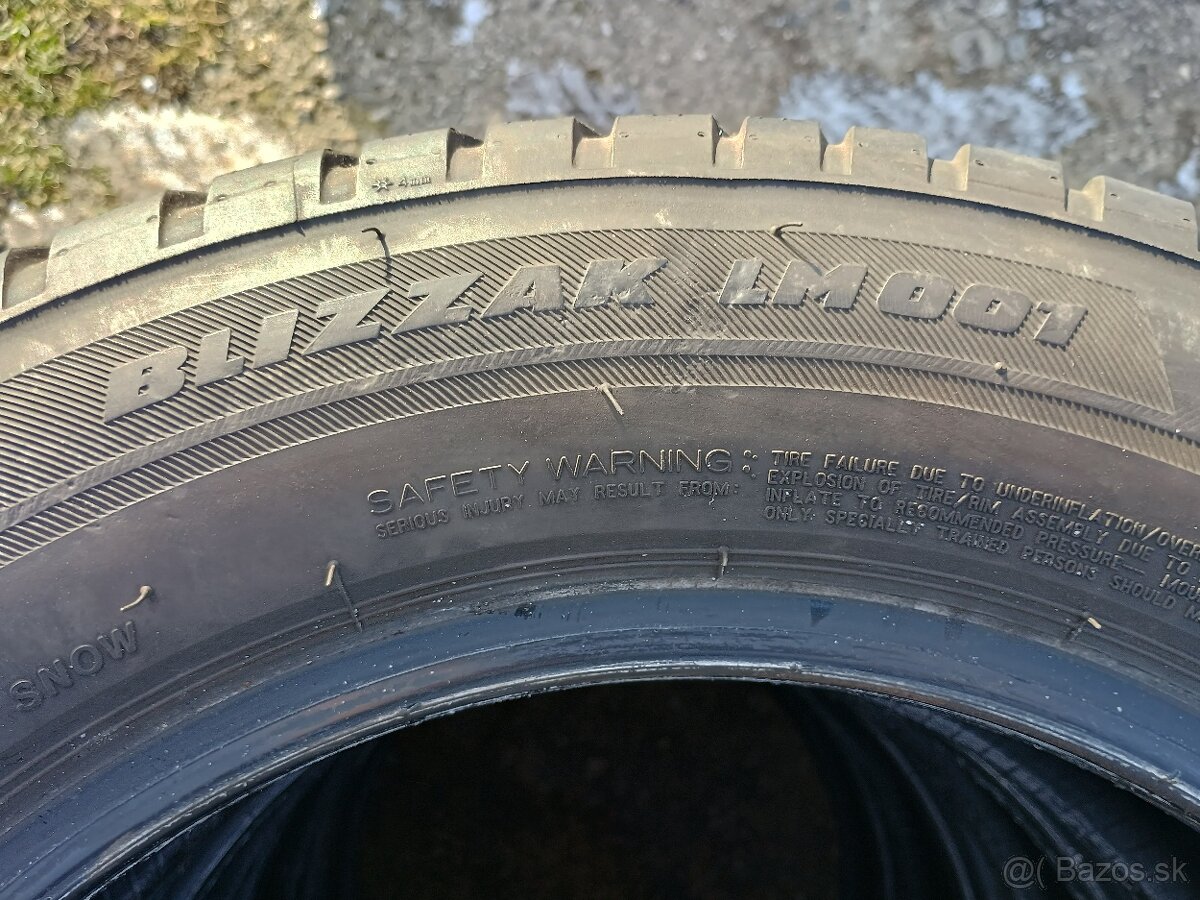 4mm
BLIZZAK LM001
SAFETY WARNING:
SERIOUS INJURY MAY RESULT FROM:
TIRE FAILURE DUE TO UNDERINFLATION/OVER
EXPLOSION OF TIRE/RIM ASSEMBLY DUE TO
INFLATE TO RECOMMENDED PRESSURE— MOU
ONLY SPECIALLY TRAINED PERSONS SHOULD
SNOW
@( Bazos.sk